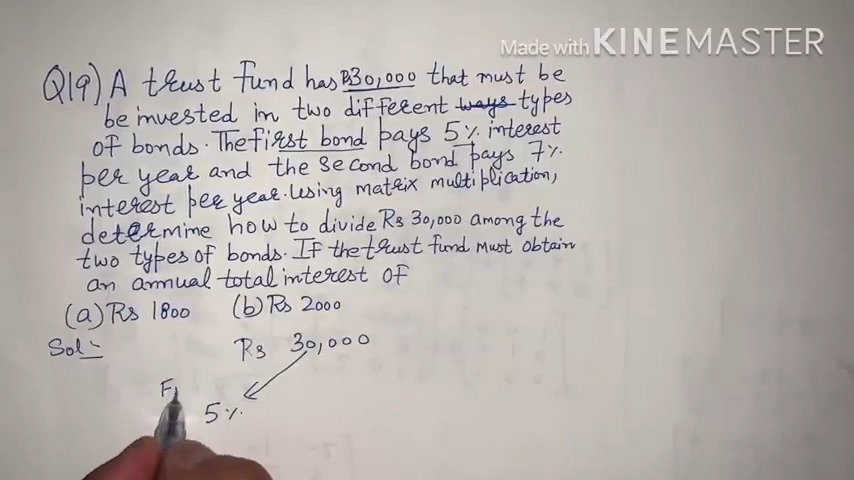 Made with KINEMASTER
Q19) A trust fund has Rs30,000 that must be
be invested in two different ways types
of bonds. The first bond pays 5% interest
per year and the second bond pays 7%
interest per year. Using matrix multiplication,
determine how to divide Rs 30,000 among the
two types of bonds. If the trust fund must obtain
an annual total interest of
(a) Rs 1800 (b) Rs 2000
Sol:-
Rs 30,000
F
5%